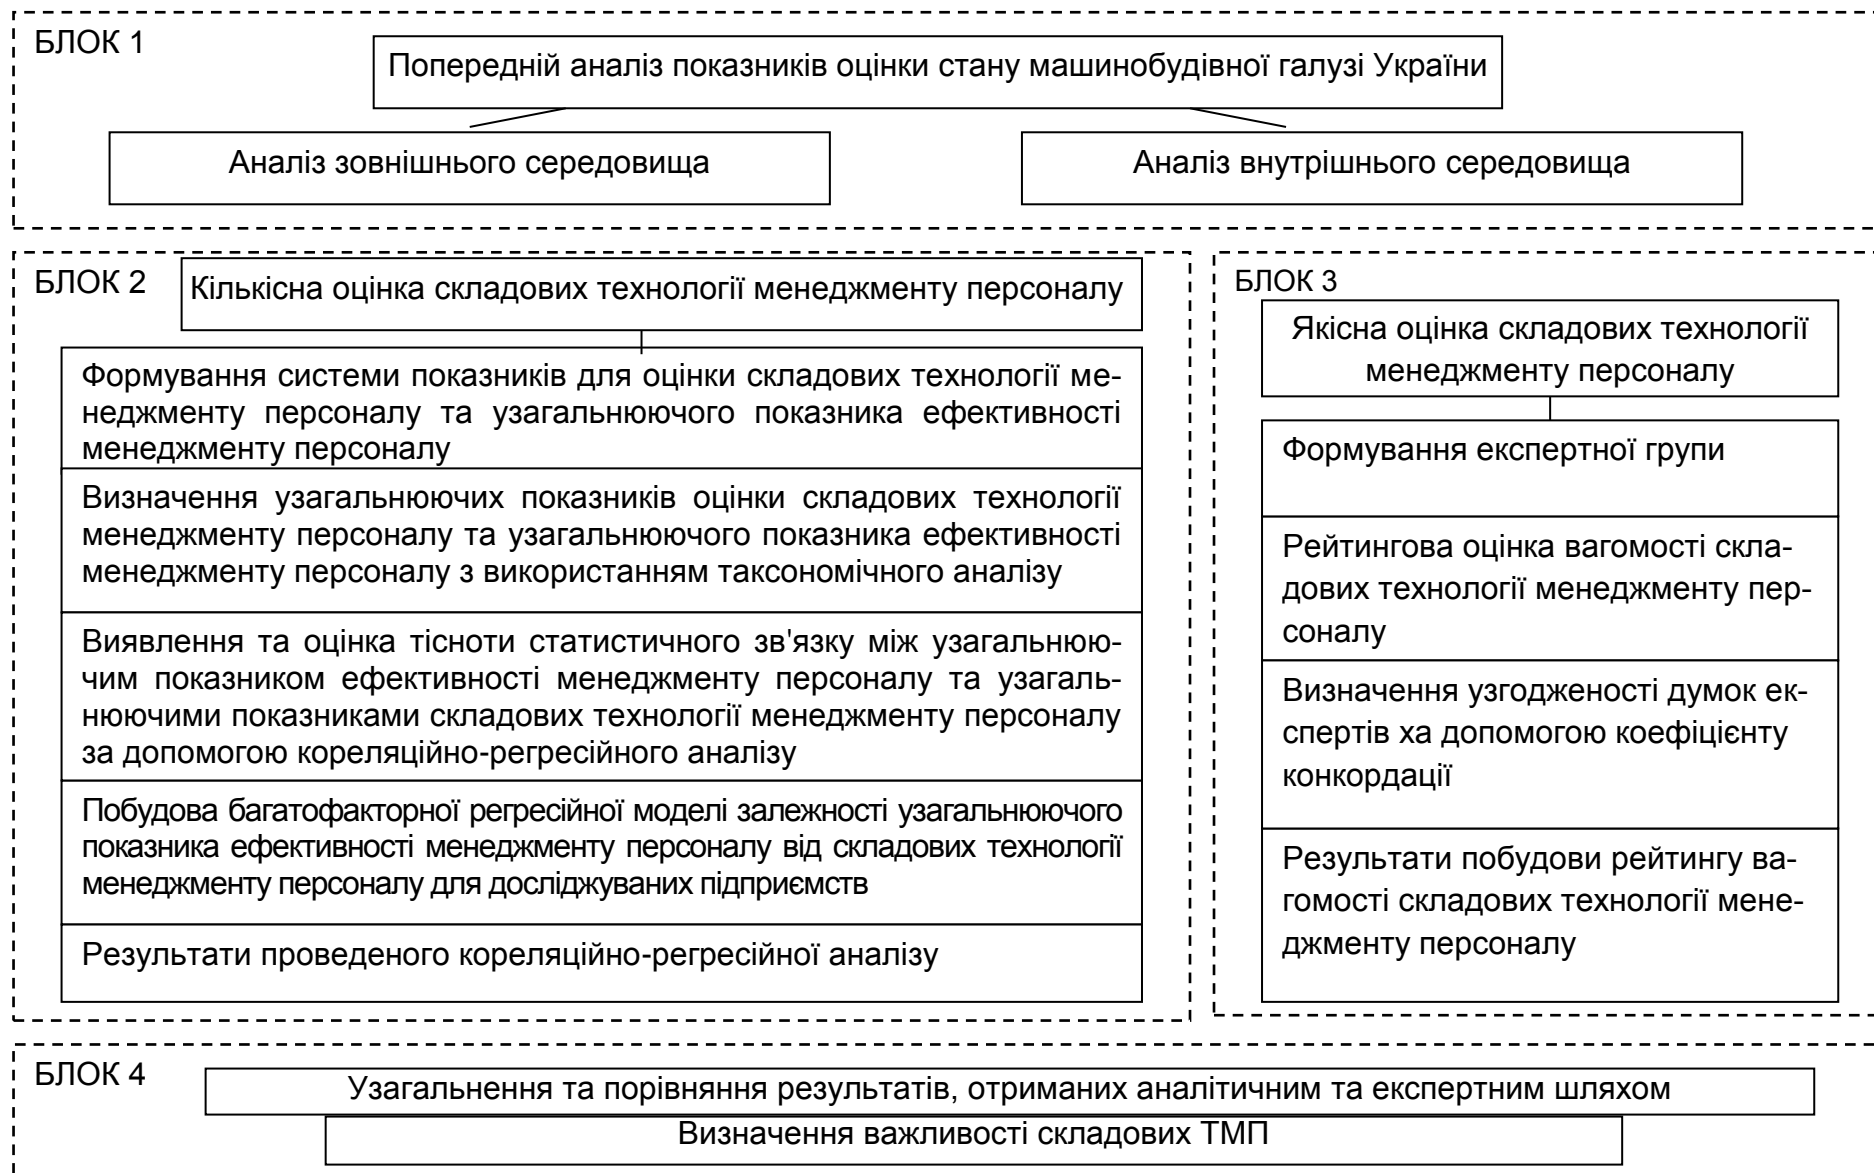 БЛОК 1
Попередній аналіз показників оцінки стану машинобудівної галузі України
Аналіз зовнішнього середовища
Аналіз внутрішнього середовища
БЛОК 2
Кількісна оцінка складових технології менеджменту персоналу
Формування системи показників для оцінки складових технології ме-
неджменту персоналу та узагальнюючого показника ефективності
менеджменту персоналу
Визначення узагальнюючих показників оцінки складових технології
менеджменту персоналу та узагальнюючого показника ефективності
менеджменту персоналу з використанням таксономічного аналізу
Виявлення та оцінка тісноти статистичного зв'язку між узагальнюю-
чим показником ефективності менеджменту персоналу та узагаль-
нюючими показниками складових технології менеджменту персоналу
за допомогою кореляційно-регресійного аналізу
Побудова багатофакторної регресійної моделі залежності узагальнюючого
показника ефективності менеджменту персоналу від складових технології
менеджменту персоналу для досліджуваних підприємств
Результати проведеного кореляційно-регресійної аналізу
БЛОК 3
Якісна оцінка складових технології
менеджменту персоналу
Формування експертної групи
Рейтингова оцінка вагомості скла-
дових технології менеджменту пер-
соналу
Визначення узгодженості думок ек-
спертів ха допомогою коефіцієнту
конкордації
Результати побудови рейтингу ва-
гомості складових технології мене-
джменту персоналу
БЛОК 4
Узагальнення та порівняння результатів, отриманих аналітичним та експертним шляхом
Визначення важливості складових ТМП